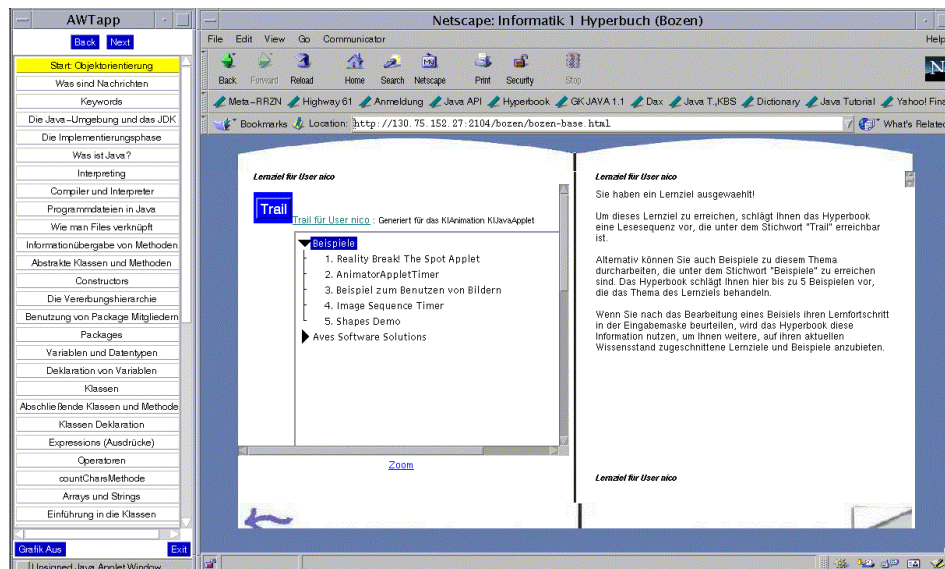 AWTapp
Back Next
Start: Objektorientierung
Was sind Nachrichten
Keywords
Die Java-Umgebung und das JDK
Die Implementierungsphase
Was ist Java?
Interpreting
Compiler und Interpreter
Programmdateien in Java
Wie man Files verknüpft
Informationübergabe von Methoden
Abstrakte Klassen und Methoden
Constructors
Die Vererbungshierarchie
Benutzung von Package Mitgliedern
Packages
Variablen und Datentypen
Deklaration von Variablen
Klassen
Abschließende Klassen und Methode
Klassen Deklaration
Expressions (Ausdrücke)
Operatoren
countCharsMethode
Arrays und Strings
Einführung in die Klassen
Grafik Aus Exit
Unsigned Java Applet Window
Netscape: Informatik 1 Hyperbuch (Bozen)
File Edit View Go Communicator Help
Back Forward Reload Home Search Netscape Print Security Stop
N
Meta-RRZN Highway 61 Anmeldung Java API Hyperbook GK JAVA 1.1 Dax Java T.,KBS Dictionary Java Tutorial Yahoo! Fina
Bookmarks Location: http://130.75.152.27:2104/bozen/bozen-base.html What's Related
Lernziel für User nico
Trail
Trail für User nico : Generiert für das KIAnimation KIJavaApplet
Beispiele
1. Reality Break! The Spot Applet
2. AnimatorAppletTimer
3. Beispiel zum Benutzen von Bildern
4. Image Sequence Timer
5. Shapes Demo
Aves Software Solutions
Zoom
Lernziel für User nico
Sie haben ein Lernziel ausgewaehlt!
Um dieses Lernziel zu erreichen, schlägt Ihnen das Hyperbook
eine Lesesequenz vor, die unter dem Stichwort "Trail" erreichbar
ist.
Alternativ können Sie auch Beispiele zu diesem Thema
durcharbeiten, die unter dem Stichwort "Beispiele" zu erreichen
sind. Das Hyperbook schlägt Ihnen hier bis zu 5 Beispielen vor,
die das Thema des Lernziels behandeln.
Wenn Sie nach das Bearbeitung eines Beisiels ihren Lernfortschritt
in der Eingabemaske beurteilen, wird das Hyperbook diese
Information nutzen, um Ihnen weitere, auf ihren aktuellen
Wissensstand zugeschnittene Lernziele und Beispiele anzubieten.
Lernziel für User nico